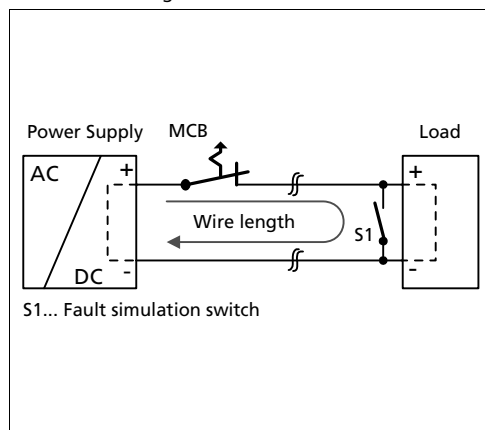 Power Supply
MCB
Load
AC
+
+
Wire length
S1
-
-
DC
S1... Fault simulation switch